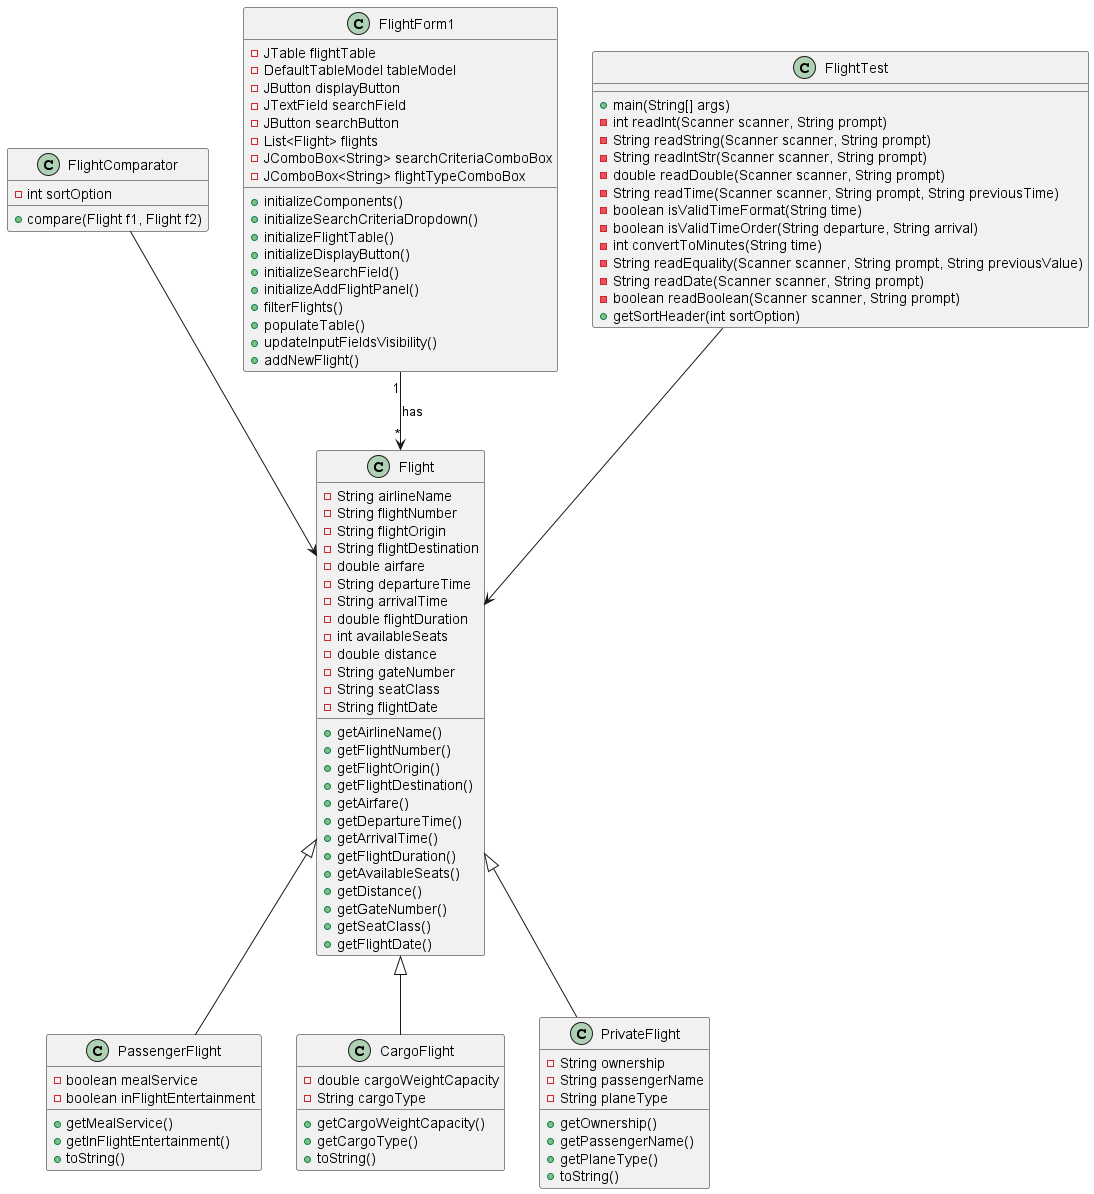 C FlightForm1
JTable flightTable
DefaultTableModel tableModel
JButton displayButton
JTextField searchField
JButton searchButton
List<Flight> flights
JComboBox<String> searchCriteriaComboBox
JComboBox<String> flightTypeComboBox
initializeComponents()
initializeSearchCriteriaDropdown()
initializeFlightTable()
initializeDisplayButton()
initializeSearchField()
initializeAddFlightPanel()
filterFlights()
populateTable()
updateInputFieldsVisibility()
addNewFlight()
C FlightTest
main(String[] args)
int readInt(Scanner scanner, String prompt)
String readString(Scanner scanner, String prompt)
String readIntStr(Scanner scanner, String prompt)
double readDouble(Scanner scanner, String prompt)
String readTime(Scanner scanner, String prompt, String previousTime)
boolean isValidTimeFormat(String time)
boolean isValidTimeOrder(String departure, String arrival)
int convertToMinutes(String time)
String readEquality(Scanner scanner, String prompt, String previousValue)
String readDate(Scanner scanner, String prompt)
boolean readBoolean(Scanner scanner, String prompt)
getSortHeader(int sortOption)
C FlightComparator
int sortOption
compare(Flight f1, Flight f2)
1
has
*
C Flight
String airlineName
String flightNumber
String flightOrigin
String flightDestination
double airfare
String departureTime
String arrivalTime
double flightDuration
int availableSeats
double distance
String gateNumber
String seatClass
String flightDate
getAirlineName()
getFlightNumber()
getFlightOrigin()
getFlightDestination()
getAirfare()
getDepartureTime()
getArrivalTime()
getFlightDuration()
getAvailableSeats()
getDistance()
getGateNumber()
getSeatClass()
getFlightDate()
C PassengerFlight
boolean mealService
boolean inFlightEntertainment
getMealService()
getInFlightEntertainment()
toString()
C CargoFlight
double cargoWeightCapacity
String cargoType
getCargoWeightCapacity()
getCargoType()
toString()
C PrivateFlight
String ownership
String passengerName
String planeType
getOwnership()
getPassengerName()
getPlaneType()
toString()